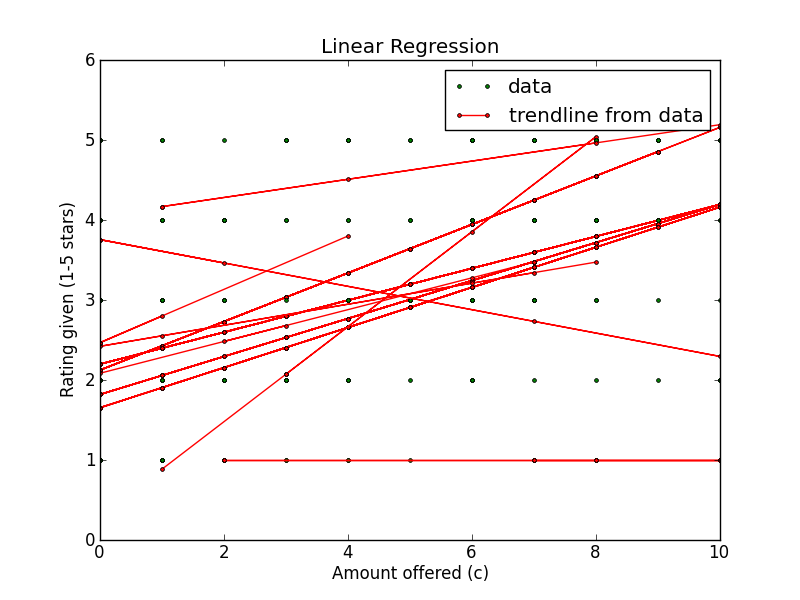 Linear Regression
data
trendline from data
6
5
4
3
2
1
0
Rating given (1-5 stars)
0 2 4 6 8 10
Amount offered (c)